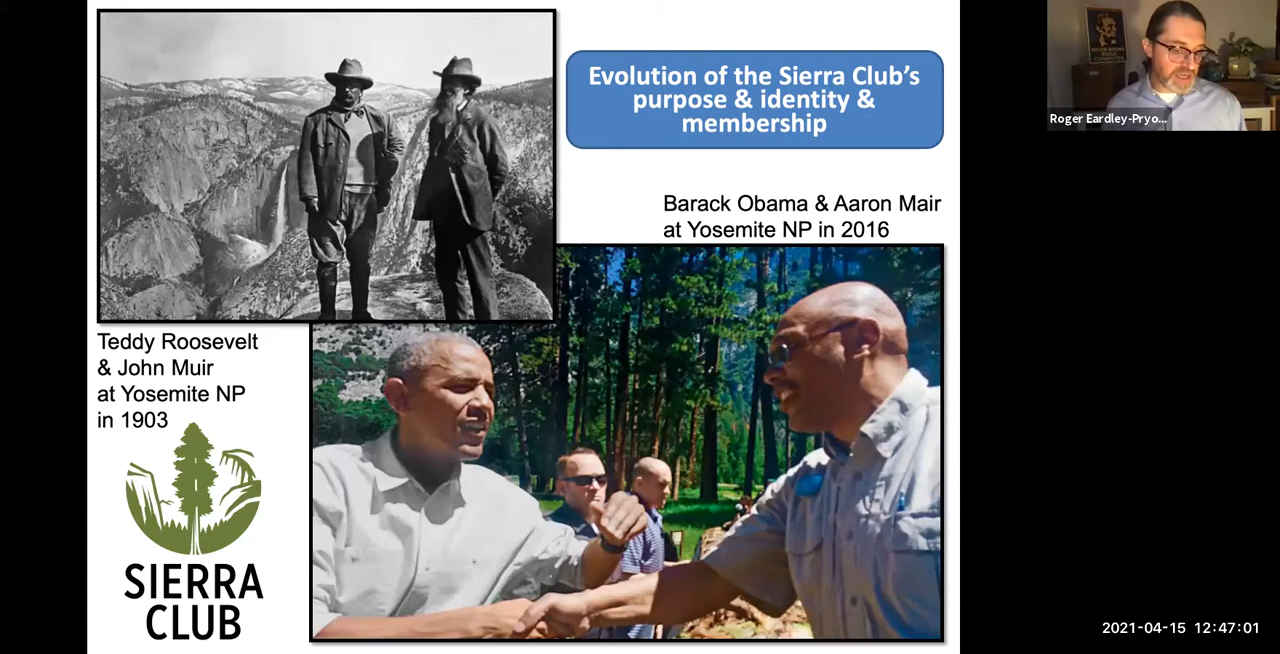 Evolution of the Sierra Club’s
purpose & identity &
membership
Barack Obama & Aaron Mair
at Yosemite NP in 2016
Teddy Roosevelt
& John Muir
at Yosemite NP
in 1903
SIERRA
CLUB
Roger Eardley-Pryo...
2021-04-15 12:47:01